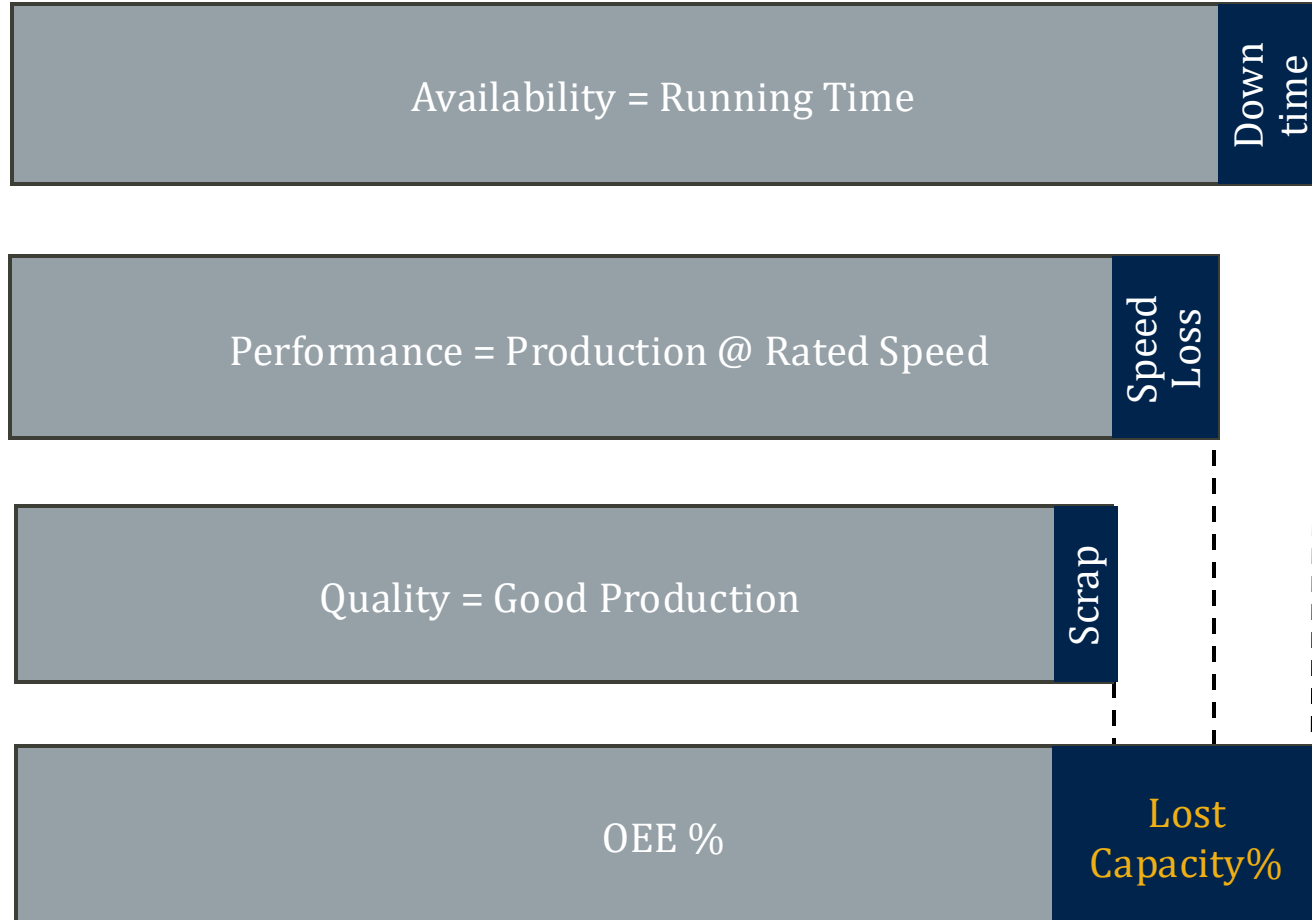 Availability = Running Time
Down
time
Performance = Production @ Rated Speed
Speed
Loss
Quality = Good Production
Scrap
OEE %
Lost
Capacity%